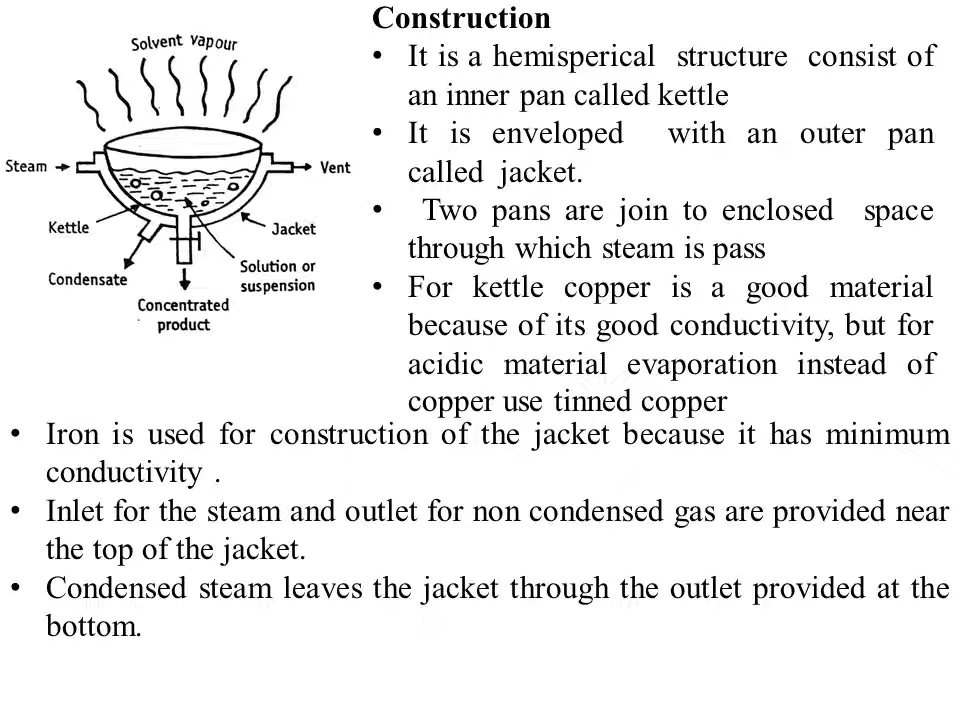 Solvent vapour
Steam
Vent
Kettle
Jacket
Condensate
Solution or
suspension
Concentrated
product
Construction
• It is a hemisperical structure consist of
an inner pan called kettle
• It is enveloped with an outer pan
called jacket.
• Two pans are join to enclosed space
through which steam is pass
• For kettle copper is a good material
because of its good conductivity, but for
acidic material evaporation instead of
copper use tinned copper
• Iron is used for construction of the jacket because it has minimum
conductivity .
• Inlet for the steam and outlet for non condensed gas are provided near
the top of the jacket.
• Condensed steam leaves the jacket through the outlet provided at the
bottom.